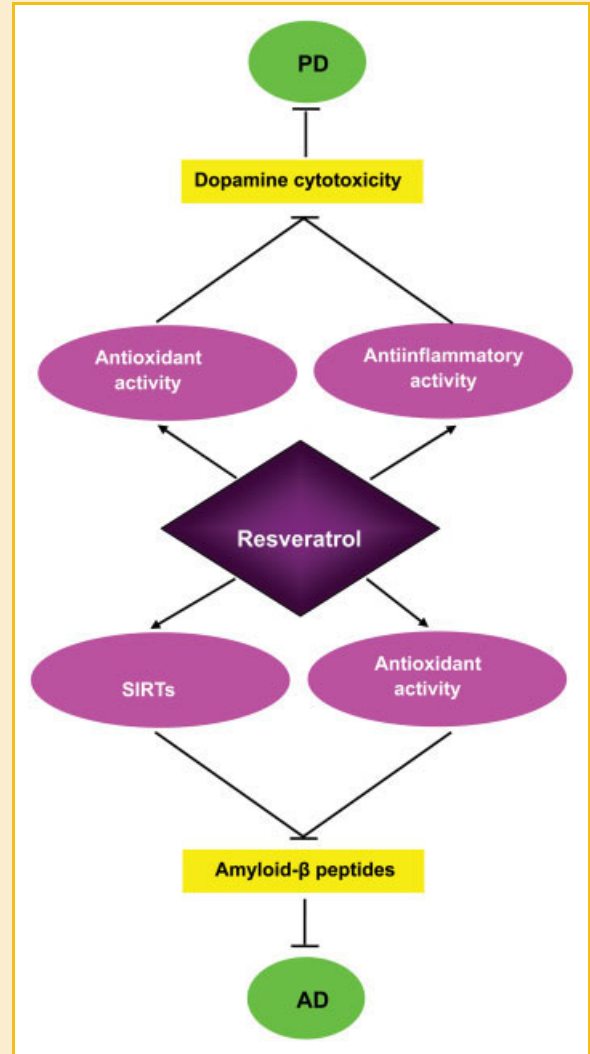 PD
Dopamine cytotoxicity
Antioxidant
activity
Antiinflammatory
activity
Resveratrol
SIRTs
Antioxidant
activity
Amyloid-β peptides
AD